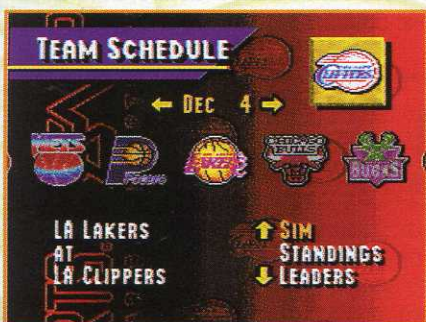 TEAM SCHEDULE
CLIPPERS
← DEC 4 →
NETS
PACERS
LAKERS
CHICAGO
BULLS
BUCKS
LA LAKERS
AT
LA CLIPPERS
↑ SIM
STANDINGS
↓ LEADERS